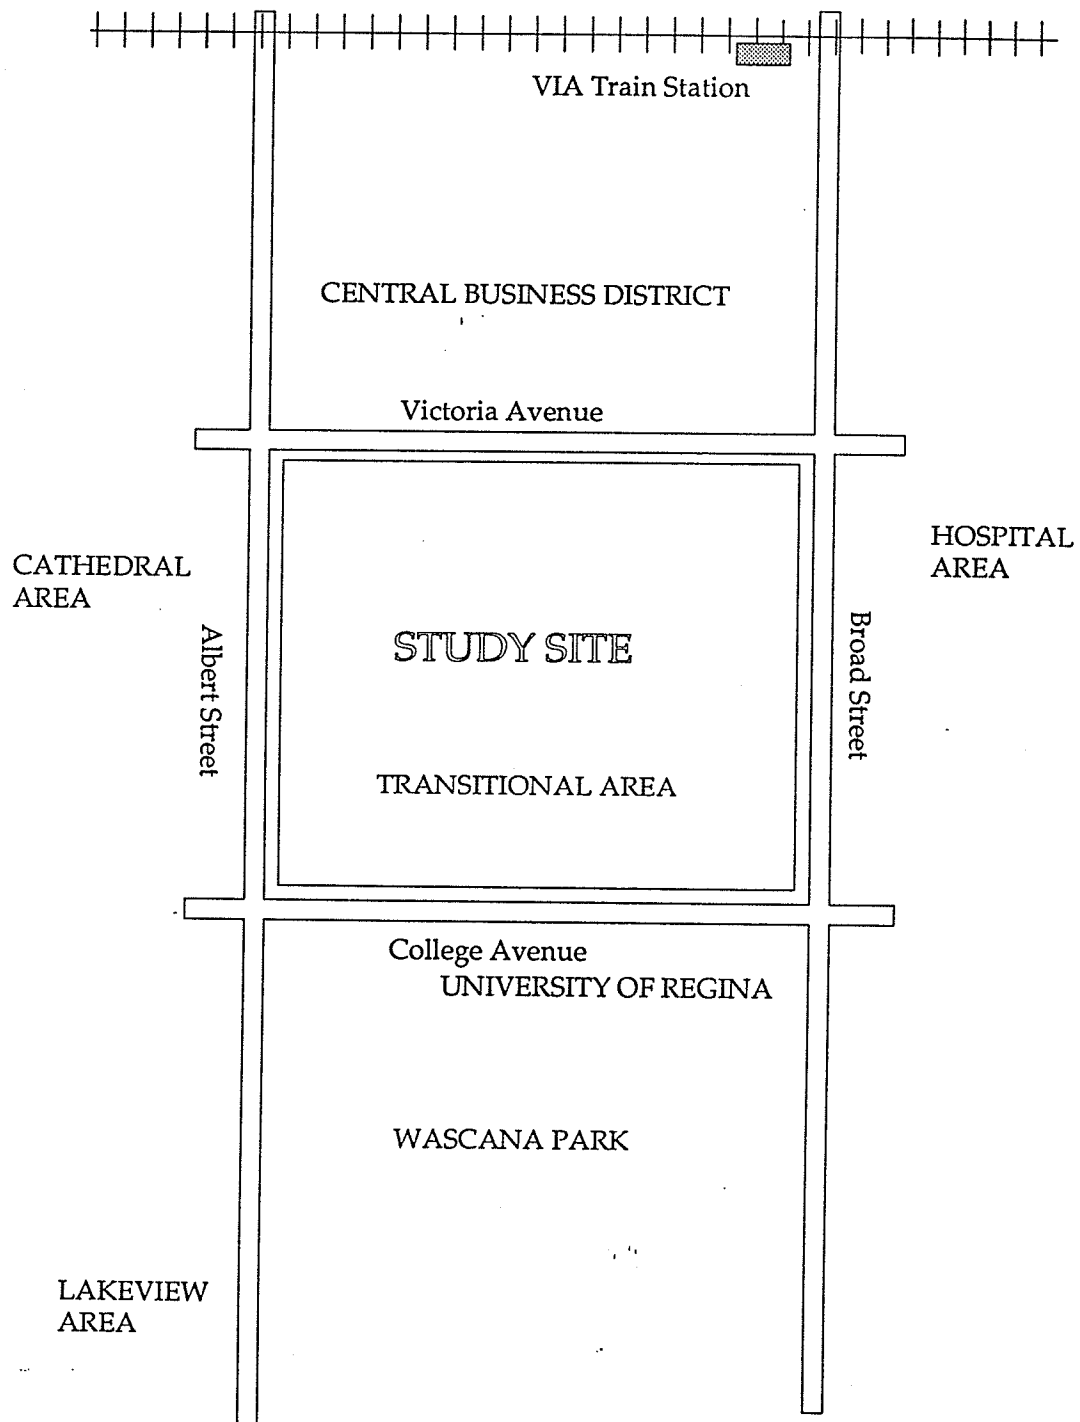 VIA Train Station
CENTRAL BUSINESS DISTRICT
Victoria Avenue
CATHEDRAL
AREA
HOSPITAL
AREA
Albert Street
STUDY SITE
Broad Street
TRANSITIONAL AREA
College Avenue
UNIVERSITY OF REGINA
WASCANA PARK
LAKEVIEW
AREA